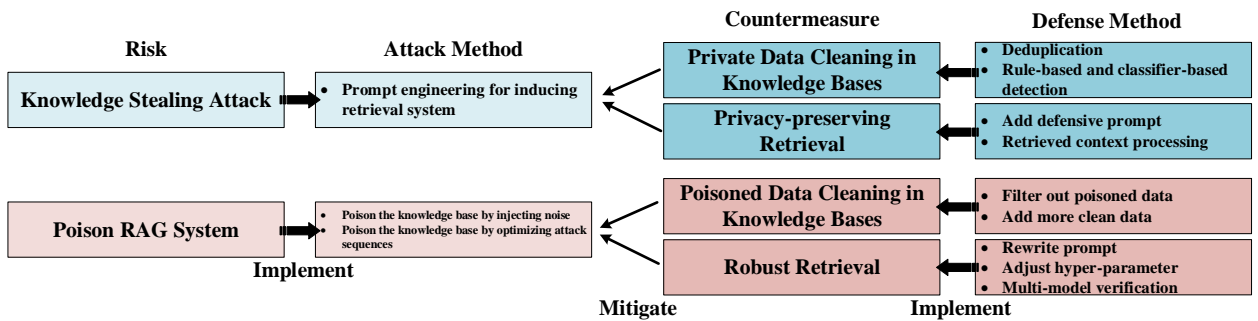 Risk
Attack Method
Countermeasure
Defense Method
Knowledge Stealing Attack
• Prompt engineering for inducing
retrieval system
Private Data Cleaning in
Knowledge Bases
• Deduplication
• Rule-based and classifier-based
detection
Privacy-preserving
Retrieval
• Add defensive prompt
• Retrieved context processing
Poison RAG System
• Poison the knowledge base by injecting noise
• Poison the knowledge base by optimizing attack
sequences
Poisoned Data Cleaning in
Knowledge Bases
• Filter out poisoned data
• Add more clean data
Robust Retrieval
• Rewrite prompt
• Adjust hyper-parameter
• Multi-model verification
Implement
Mitigate
Implement